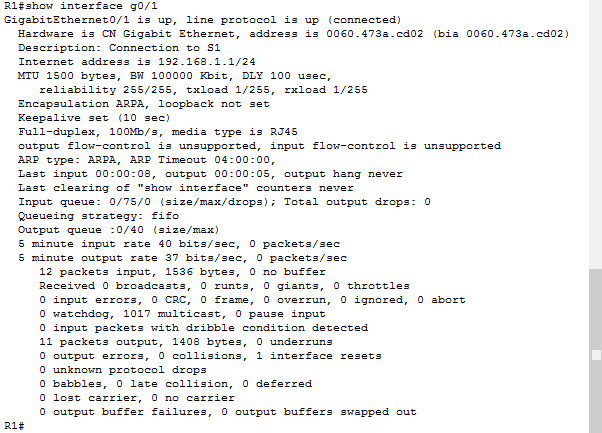 R1#show interface g0/1
GigabitEthernet0/1 is up, line protocol is up (connected)
Hardware is CN Gigabit Ethernet, address is 0060.473a.cd02 (bia 0060.473a.cd02)
Description: Connection to S1
Internet address is 192.168.1.1/24
MTU 1500 bytes, BW 100000 Kbit, DLY 100 usec,
reliability 255/255, txload 1/255, rxload 1/255
Encapsulation ARPA, loopback not set
Keepalive set (10 sec)
Full-duplex, 100Mb/s, media type is RJ45
output flow-control is unsupported, input flow-control is unsupported
ARP type: ARPA, ARP Timeout 04:00:00,
Last input 00:00:08, output 00:00:05, output hang never
Last clearing of "show interface" counters never
Input queue: 0/75/0 (size/max/drops); Total output drops: 0
Queueing strategy: fifo
Output queue :0/40 (size/max)
5 minute input rate 40 bits/sec, 0 packets/sec
5 minute output rate 37 bits/sec, 0 packets/sec
12 packets input, 1536 bytes, 0 no buffer
Received 0 broadcasts, 0 runts, 0 giants, 0 throttles
0 input errors, 0 CRC, 0 frame, 0 overrun, 0 ignored, 0 abort
0 watchdog, 1017 multicast, 0 pause input
0 input packets with dribble condition detected
11 packets output, 1408 bytes, 0 underruns
0 output errors, 0 collisions, 1 interface resets
0 unknown protocol drops
0 babbles, 0 late collision, 0 deferred
0 lost carrier, 0 no carrier
0 output buffer failures, 0 output buffers swapped out
R1#